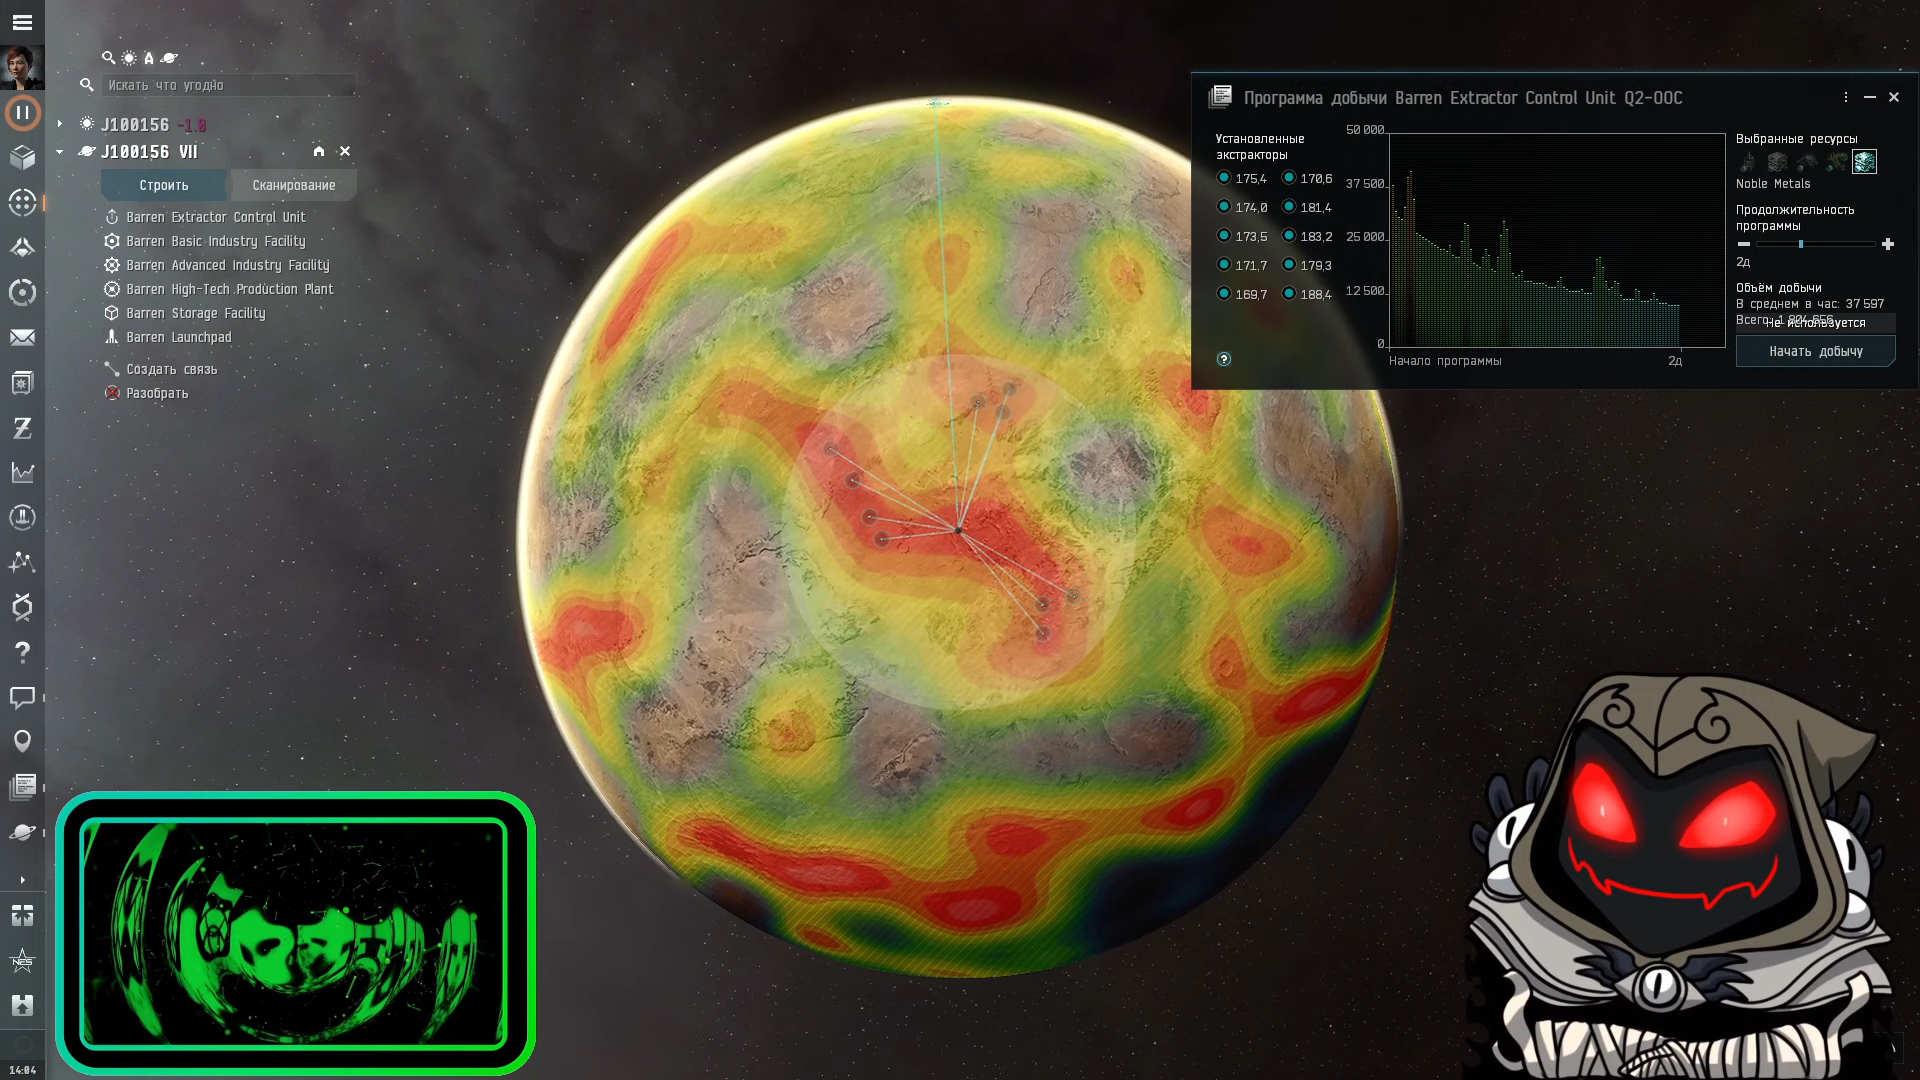 Искать что угодно
J100156 -1.0
J100156 VII
Строить
Сканирование
Barren Extractor Control Unit
Barren Basic Industry Facility
Barren Advanced Industry Facility
Barren High-Tech Production Plant
Barren Storage Facility
Barren Launchpad
Создать связь
Разобрать
Программа добычи Barren Extractor Control Unit Q2-OOC
Установленные
экстракторы
175,4 170,6
174,0 181,4
173,5 183,2
171,7 179,3
169,7 188,4
50 000
37 500
25 000
12 500
0
Начало программы
2д
Выбранные ресурсы
Noble Metals
Продолжительность
программы
2д
Объём добычи
В среднем в час: 37 597
Всего: 1 804 656
Не используется
Начать добычу
NES
14:04